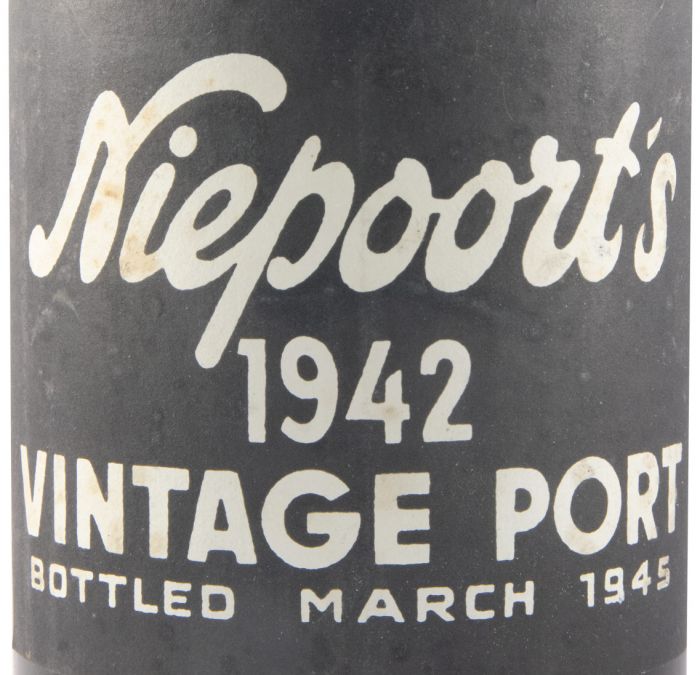 Niepoort's
1942
VINTAGE PORT
BOTTLED MARCH 1945